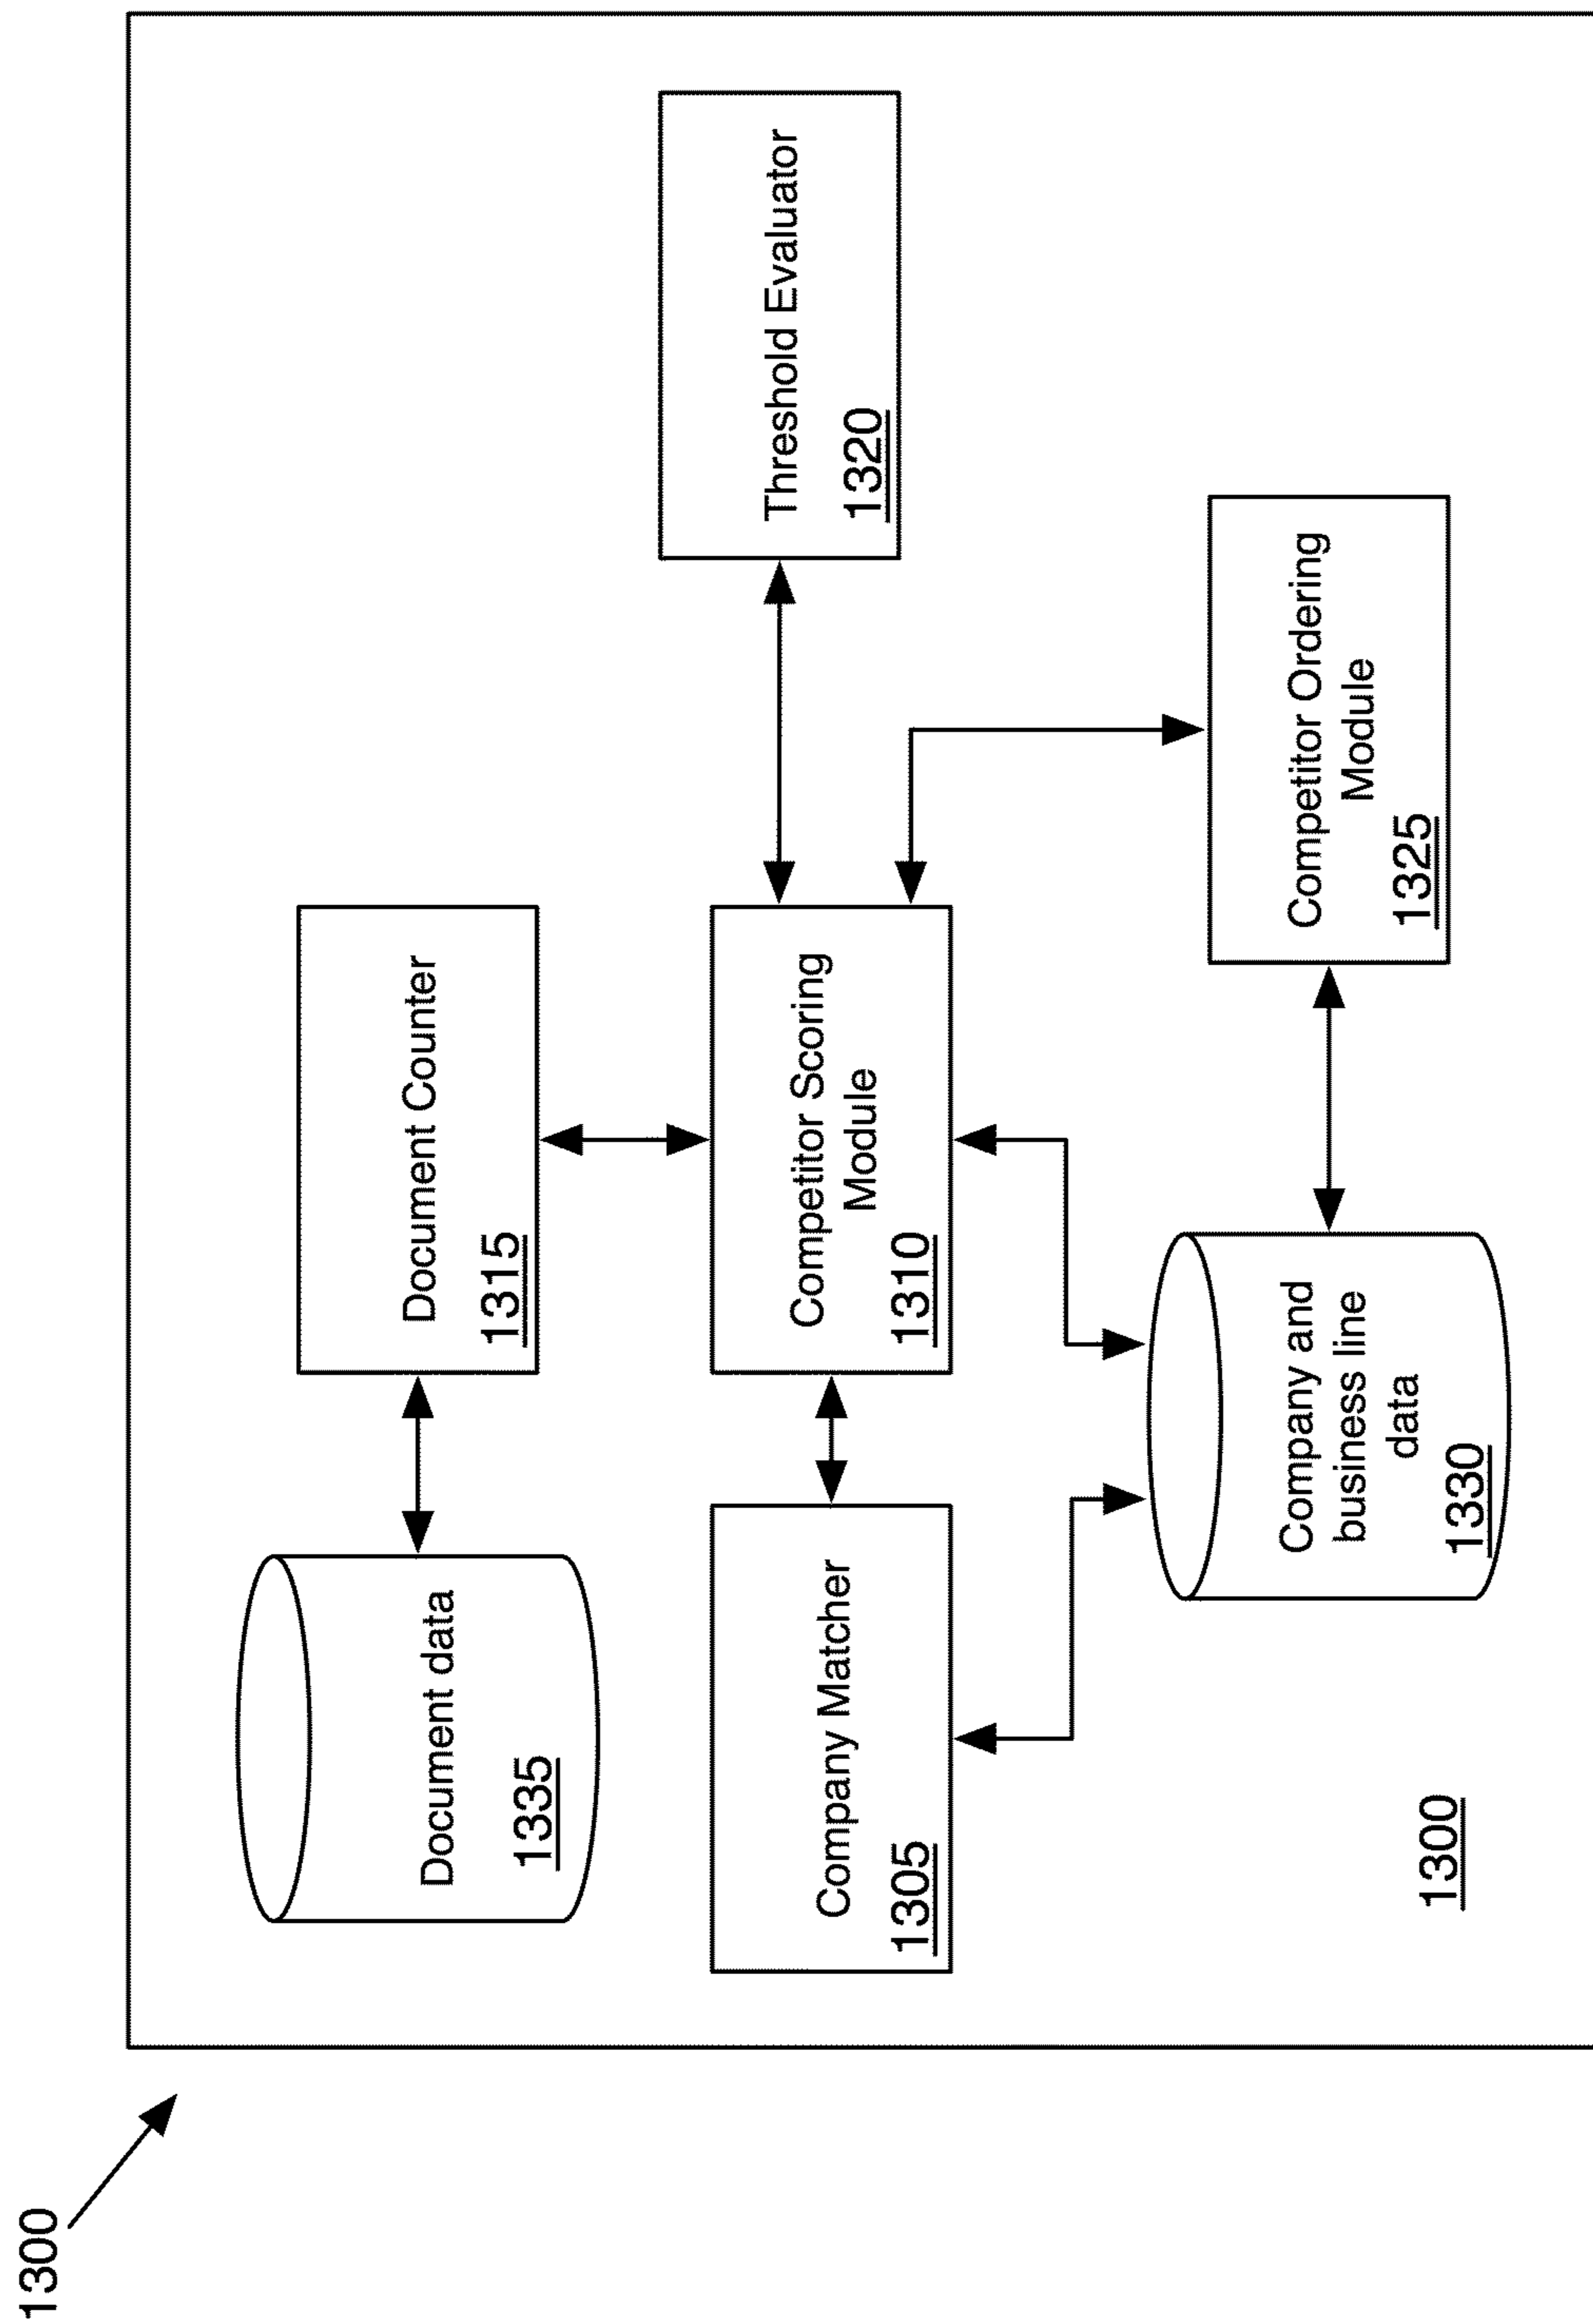 1300
Document data
1335
Document Counter
1315
Company Matcher
1305
Competitor Scoring
Module
1310
Threshold Evaluator
1320
Company and
business line
data
1330
Competitor Ordering
Module
1325
1300